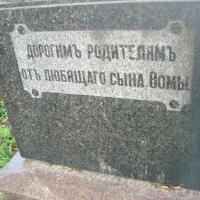 ДОРОГИМЪ РОДИТЕЛЯМЪ
ОТЪ ЛЮБЯЩАГО СЫНА ѲОМЫ